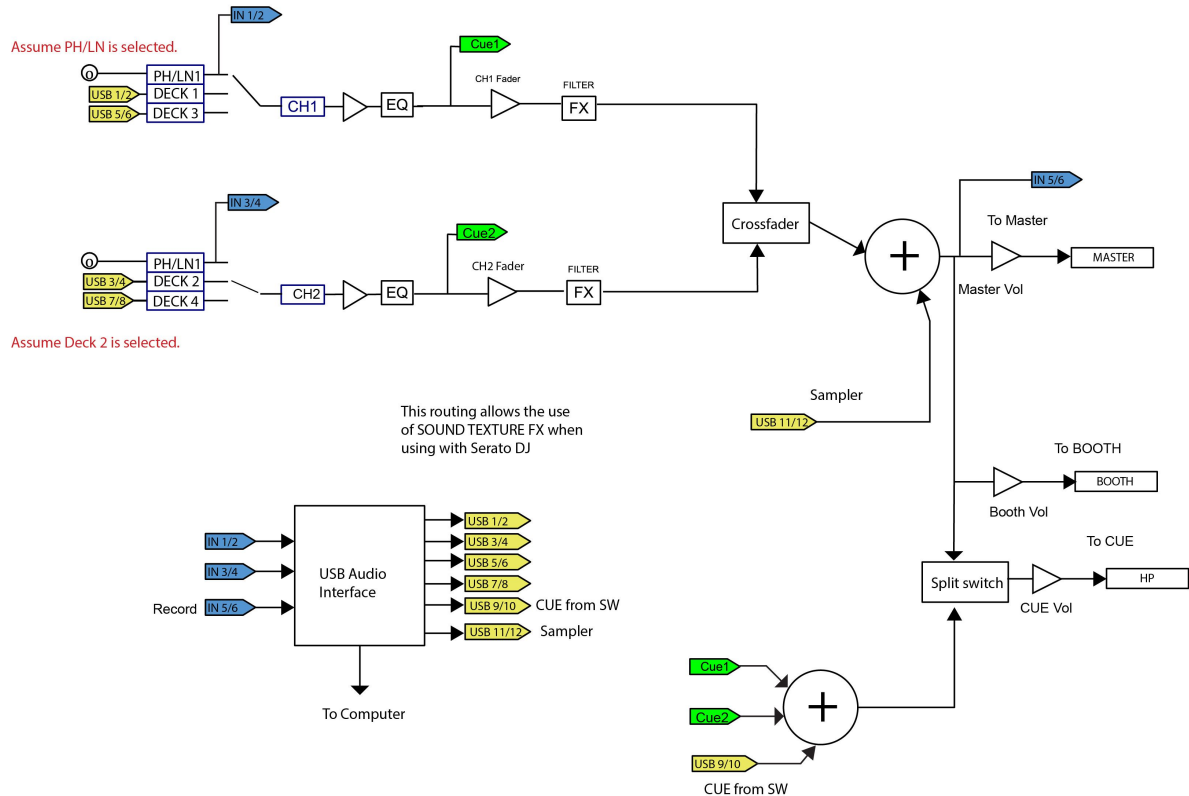 IN 1/2
Assume PH/LN is selected.
Cue1
PH/LN1
USB 1/2
DECK 1
USB 5/6
DECK 3
CH1
EQ
CH1 Fader
FILTER
FX
IN 3/4
Cue2
PH/LN1
USB 3/4
DECK 2
USB 7/8
DECK 4
CH2
EQ
CH2 Fader
FILTER
FX
Assume Deck 2 is selected.
Crossfader
+
IN 5/6
To Master
MASTER
Master Vol
Sampler
USB 11/12
This routing allows the use
of SOUND TEXTURE FX when
using with Serato DJ
To BOOTH
BOOTH
Booth Vol
To CUE
Split switch
HP
CUE Vol
IN 1/2
IN 3/4
Record
IN 5/6
USB Audio
Interface
USB 1/2
USB 3/4
USB 5/6
USB 7/8
USB 9/10
CUE from SW
USB 11/12
Sampler
To Computer
Cue1
Cue2
+
USB 9/10
CUE from SW